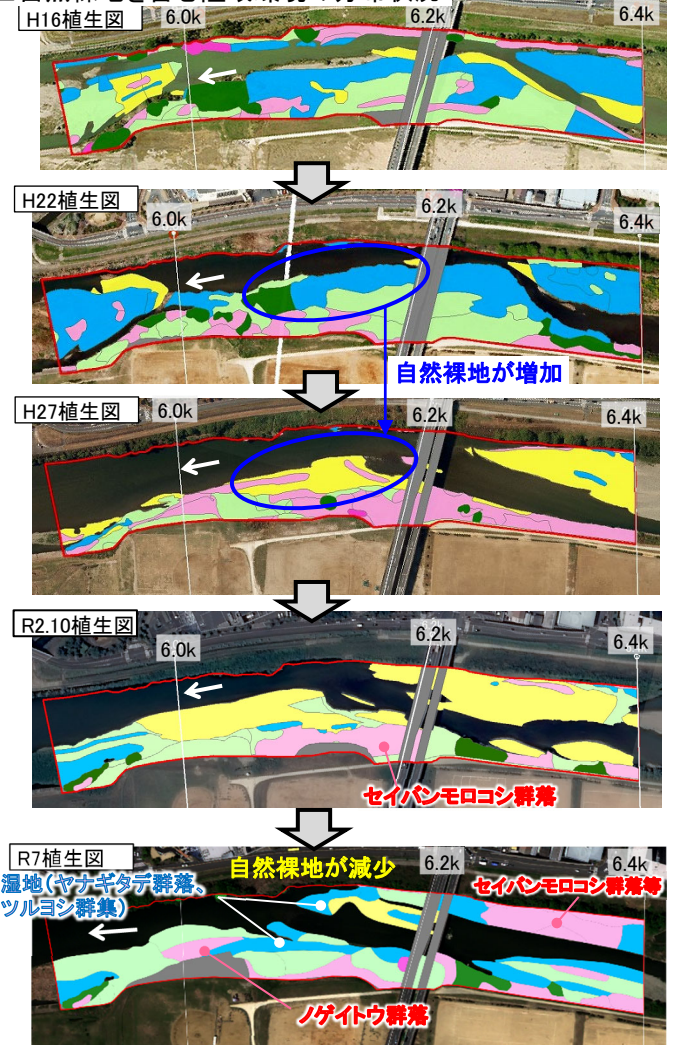 H16植生図
6.0k
6.2k
6.4k
H22植生図
6.0k
6.2k
6.4k
自然裸地が増加
H27植生図
6.0k
6.2k
6.4k
R2.10植生図
6.0k
6.2k
6.4k
セイバンモロコシ群落
R7植生図
自然裸地が減少
6.2k
6.4k
湿地(ヤナギタデ群落、
ツルヨシ群集)
セイバンモロコシ群落等
ノゲイトウ群落